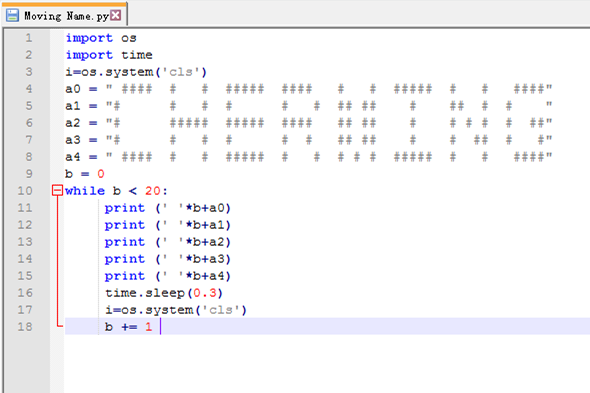 Moving Name.py
1 import os
2 import time
3 i=os.system('cls')
4 a0 = " ####  #   #  #####  ####   #   #  #####  #   #   ####"
5 a1 = "#      #   #  #      #   #  ## ##    #    ##  #  #    "
6 a2 = "#      #####  #####  ####   ## ##    #    # # #  #  ##"
7 a3 = "#      #   #  #      #  #   ## ##    #    #  ##  #   #"
8 a4 = " ####  #   #  #####  #   #  # # #  #####  #   #   ####"
9 b = 0
10 while b < 20:
11     print (' '*b+a0)
12     print (' '*b+a1)
13     print (' '*b+a2)
14     print (' '*b+a3)
15     print (' '*b+a4)
16     time.sleep(0.3)
17     i=os.system('cls')
18     b += 1